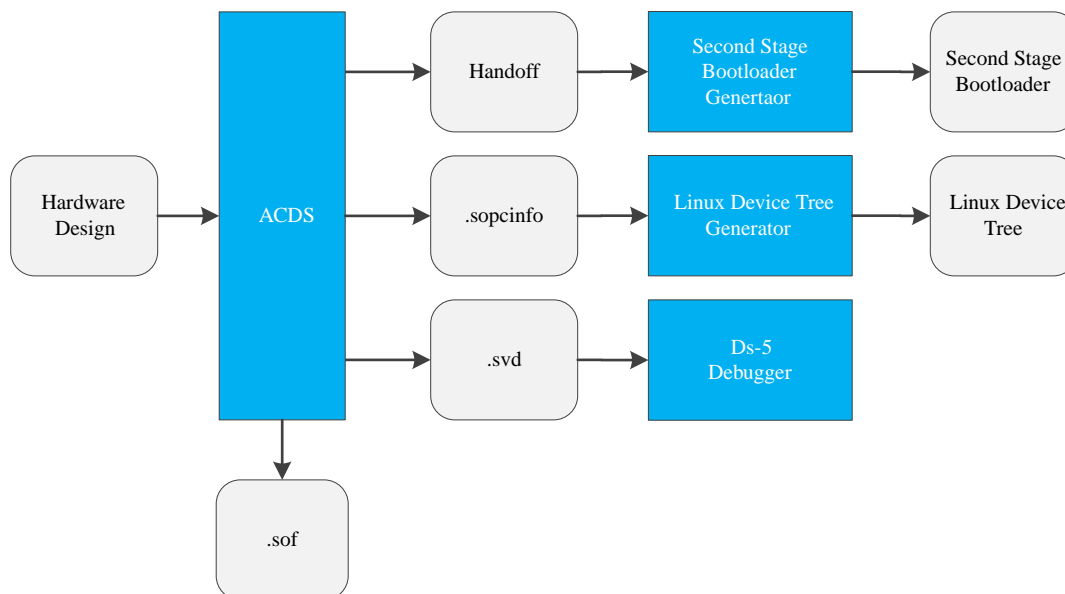 Handoff
Second Stage
Bootloader
Genertaor
Second Stage
Bootloader
Hardware
Design
ACDS
.sopcinfo
Linux Device Tree
Generator
Linux Device
Tree
.svd
Ds-5
Debugger
.sof